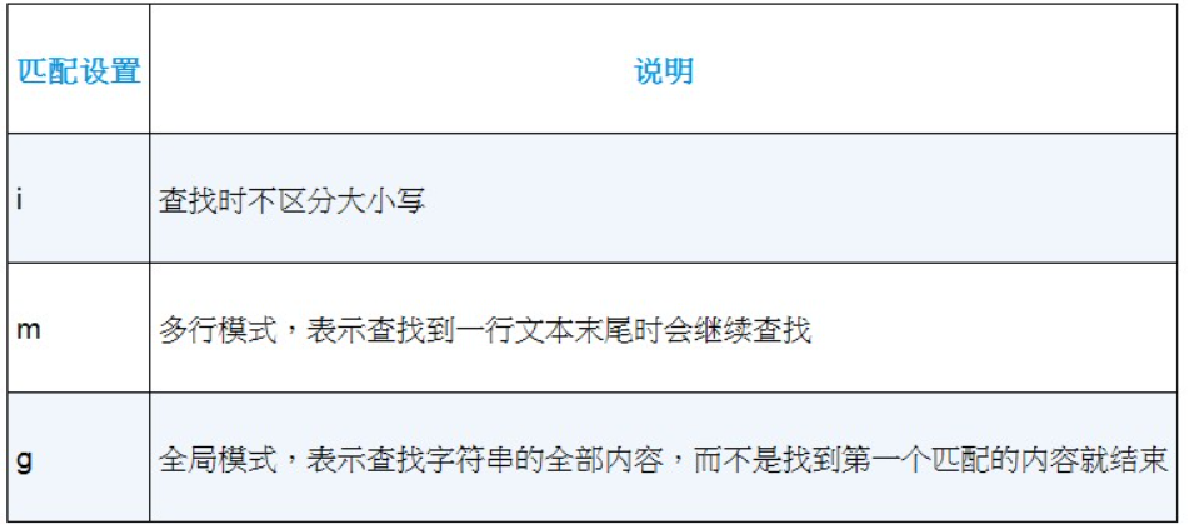 匹配设置 说明
i 查找时不区分大小写
m 多行模式，表示查找到一行文本末尾时会继续查找
g 全局模式，表示查找字符串的全部内容，而不是找到第一个匹配的内容就结束